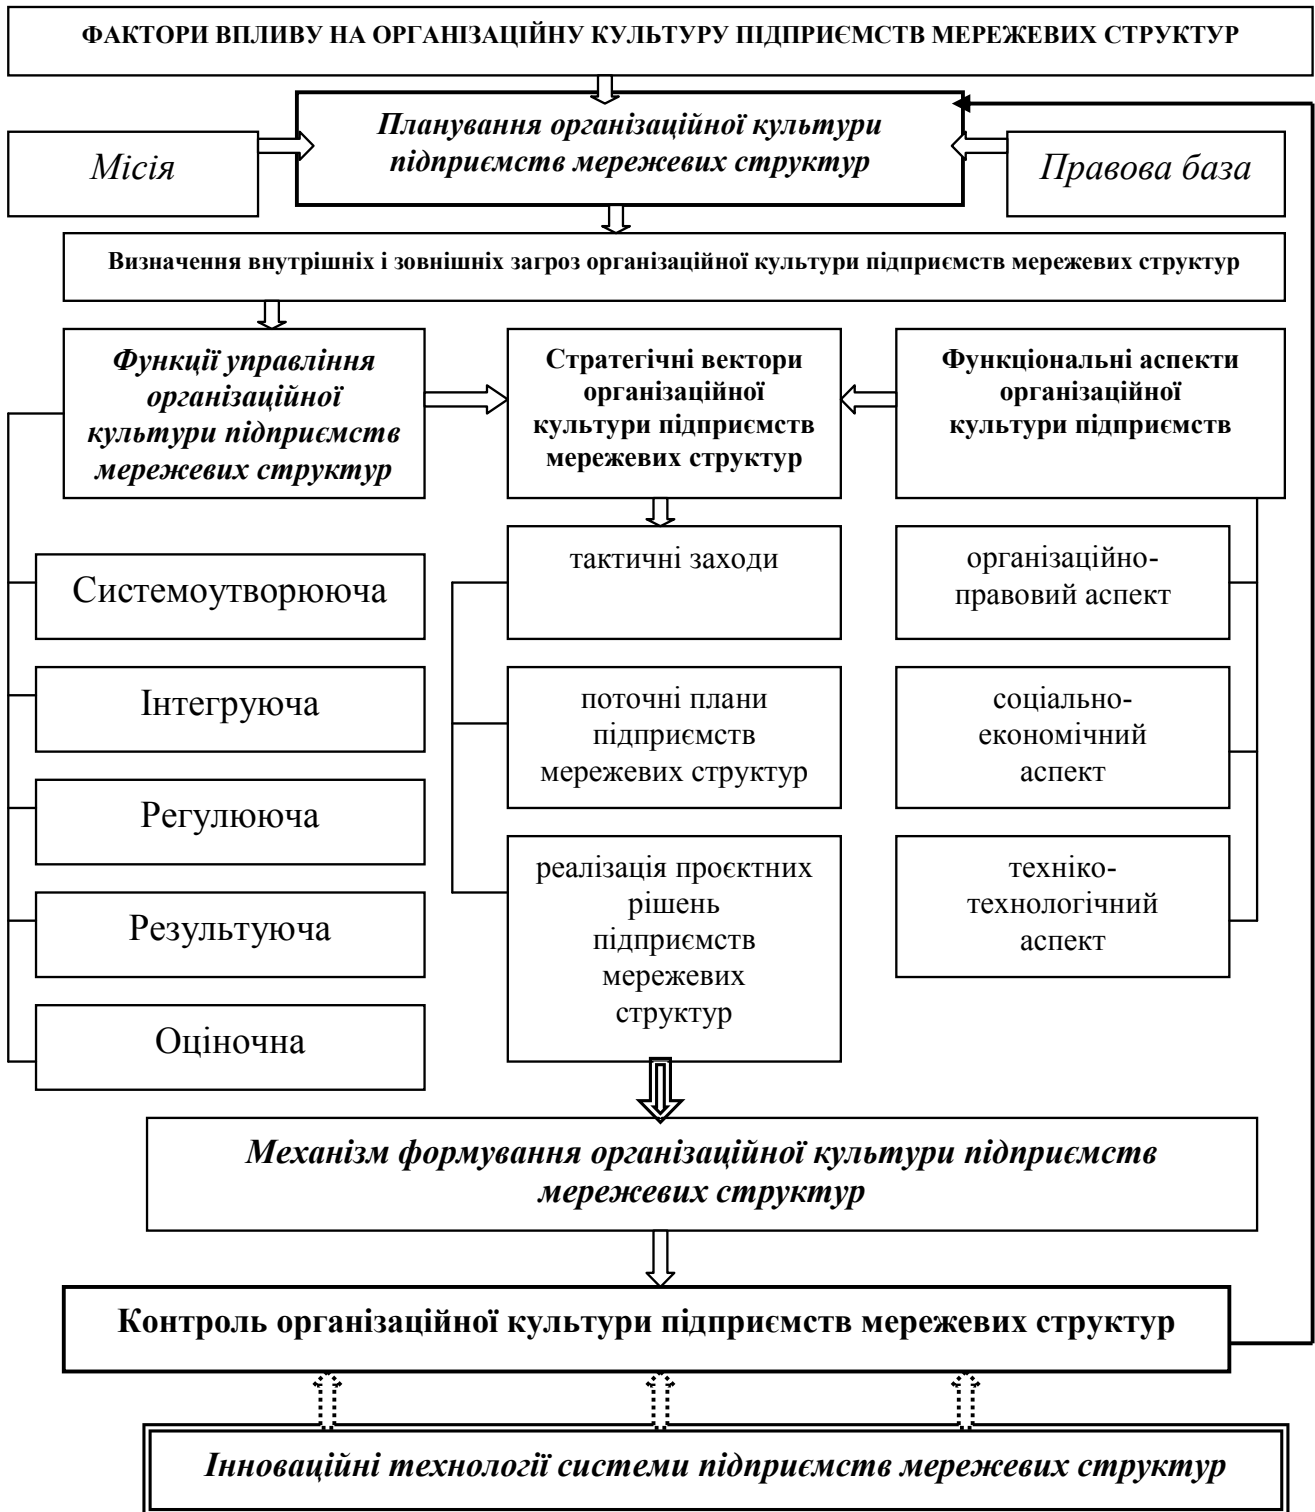 ФАКТОРИ ВПЛИВУ НА ОРГАНІЗАЦІЙНУ КУЛЬТУРУ ПІДПРИЄМСТВ МЕРЕЖЕВИХ СТРУКТУР
Планування організаційної культури
підприємств мережевих структур
Місія
Правова база
Визначення внутрішніх і зовнішніх загроз організаційної культури підприємств мережевих структур
Функції управління
організаційної
культури підприємств
мережевих структур
Стратегічні вектори
організаційної
культури підприємств
мережевих структур
Функціональні аспекти
організаційної
культури підприємств
Системоутворююча
Інтегруюча
Регулююча
Результуюча
Оціночна
тактичні заходи
поточні плани
підприємств
мережевих структур
реалізація проєктних
рішень
підприємств
мережевих
структур
організаційно-
правовий аспект
соціально-
економічний
аспект
техніко-
технологічний
аспект
Механізм формування організаційної культури підприємств
мережевих структур
Контроль організаційної культури підприємств мережевих структур
Інноваційні технології системи підприємств мережевих структур